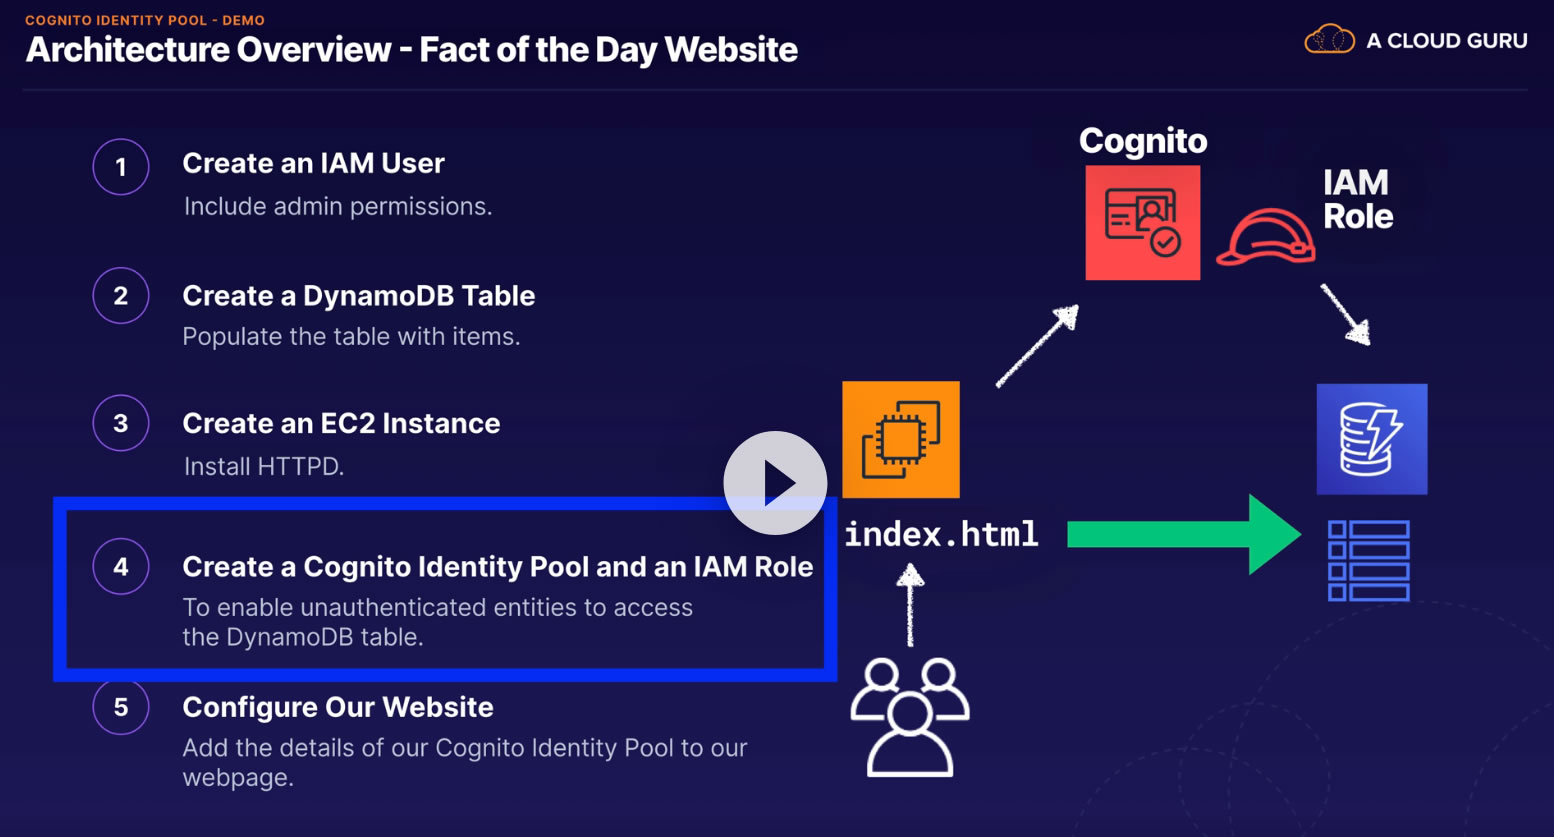 COGNITO IDENTITY POOL - DEMO
Architecture Overview - Fact of the Day Website
A CLOUD GURU
1
Create an IAM User
Include admin permissions.
2
Create a DynamoDB Table
Populate the table with items.
3
Create an EC2 Instance
Install HTTPD.
4
Create a Cognito Identity Pool and an IAM Role
To enable unauthenticated entities to access
the DynamoDB table.
5
Configure Our Website
Add the details of our Cognito Identity Pool to our
webpage.
Cognito
IAM
Role
index.html